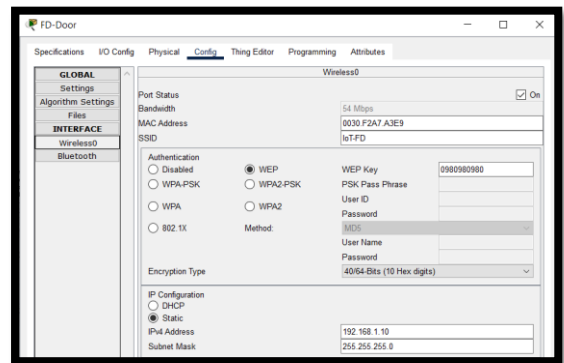 FD-Door
Specifications I/O Config Physical Config Thing Editor Programming Attributes
GLOBAL
Settings
Algorithm Settings
Files
INTERFACE
Wireless0
Bluetooth
Wireless0
Port Status On
Bandwidth 54 Mbps
MAC Address 0030.F2A7.A3E9
SSID IoT-FD
Authentication
Disabled WEP WEP Key 0980980980
WPA-PSK WPA2-PSK PSK Pass Phrase
User ID
WPA WPA2
Password
802.1X Method: MD5
User Name
Password
Encryption Type 40/64-Bits (10 Hex digits)
IP Configuration
DHCP
Static
IPv4 Address 192.168.1.10
Subnet Mask 255.255.255.0